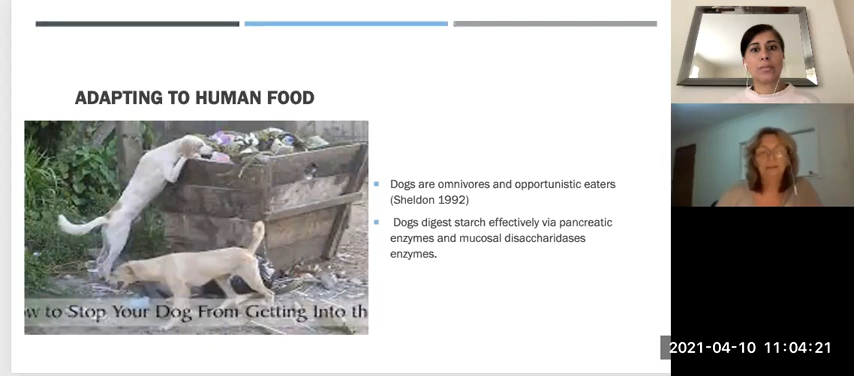 ADAPTING TO HUMAN FOOD
Dogs are omnivores and opportunistic eaters
(Sheldon 1992)
Dogs digest starch effectively via pancreatic
enzymes and mucosal disaccharidases
enzymes.
w to Stop Your Dog From Getting Into th
2021-04-10 11:04:21